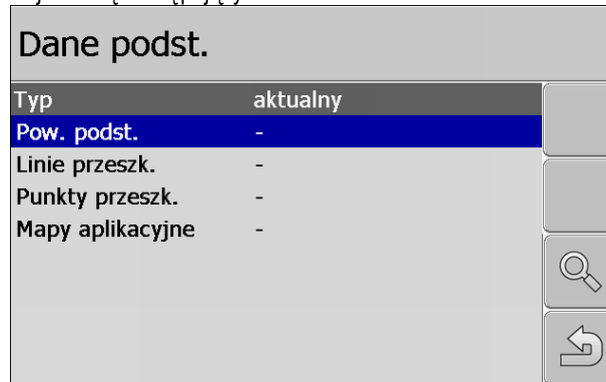 Dane podst.
Typ aktualny
Pow. podst. -
Linie przeszk. -
Punkty przeszk. -
Mapy aplikacyjne -